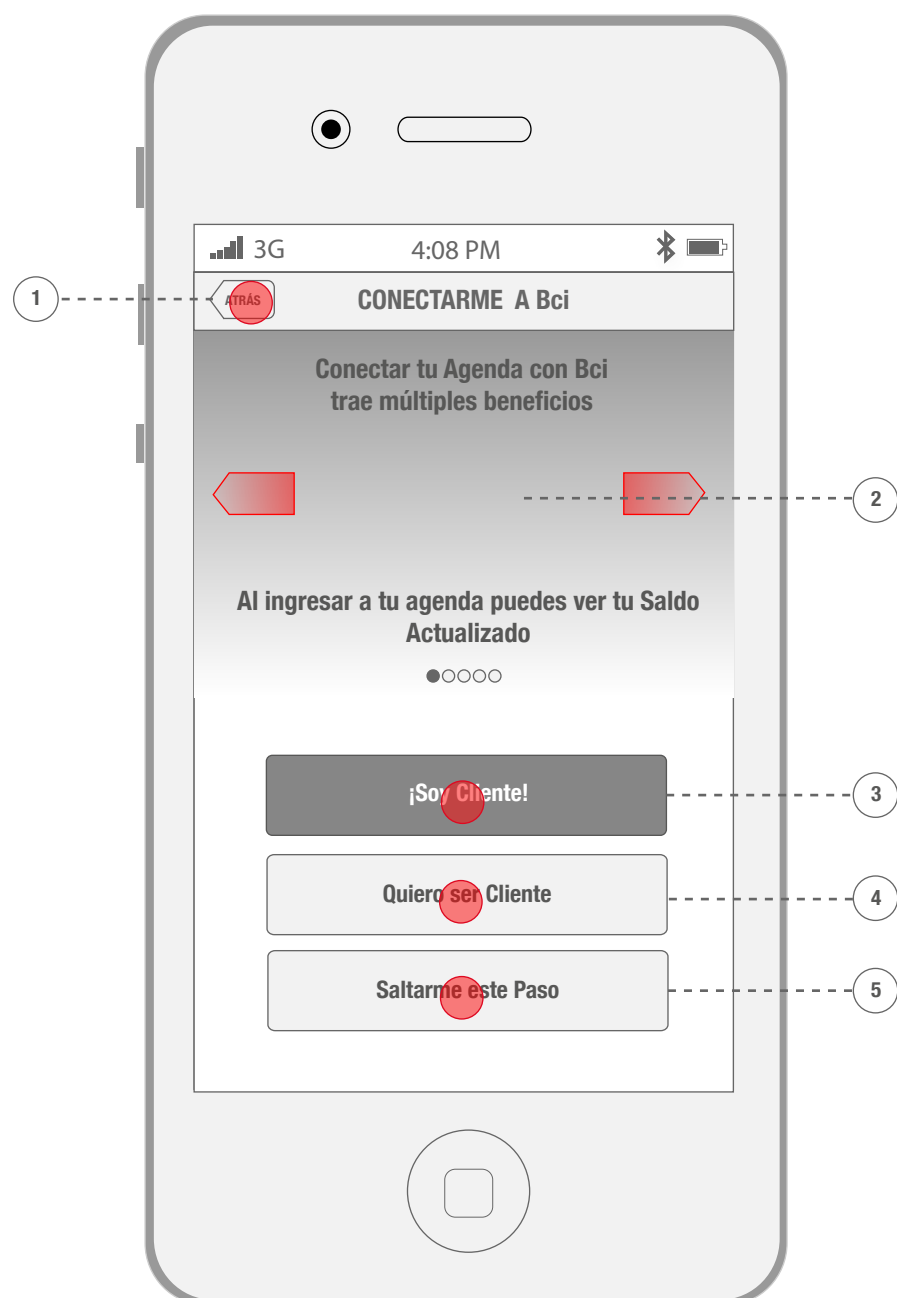 3G 4:08 PM
1
ATRÁS CONECTARME A Bci
Conectar tu Agenda con Bci
trae múltiples beneficios
2
Al ingresar a tu agenda puedes ver tu Saldo
Actualizado
¡Soy Cliente!
3
Quiero ser Cliente
4
Saltarme este Paso
5